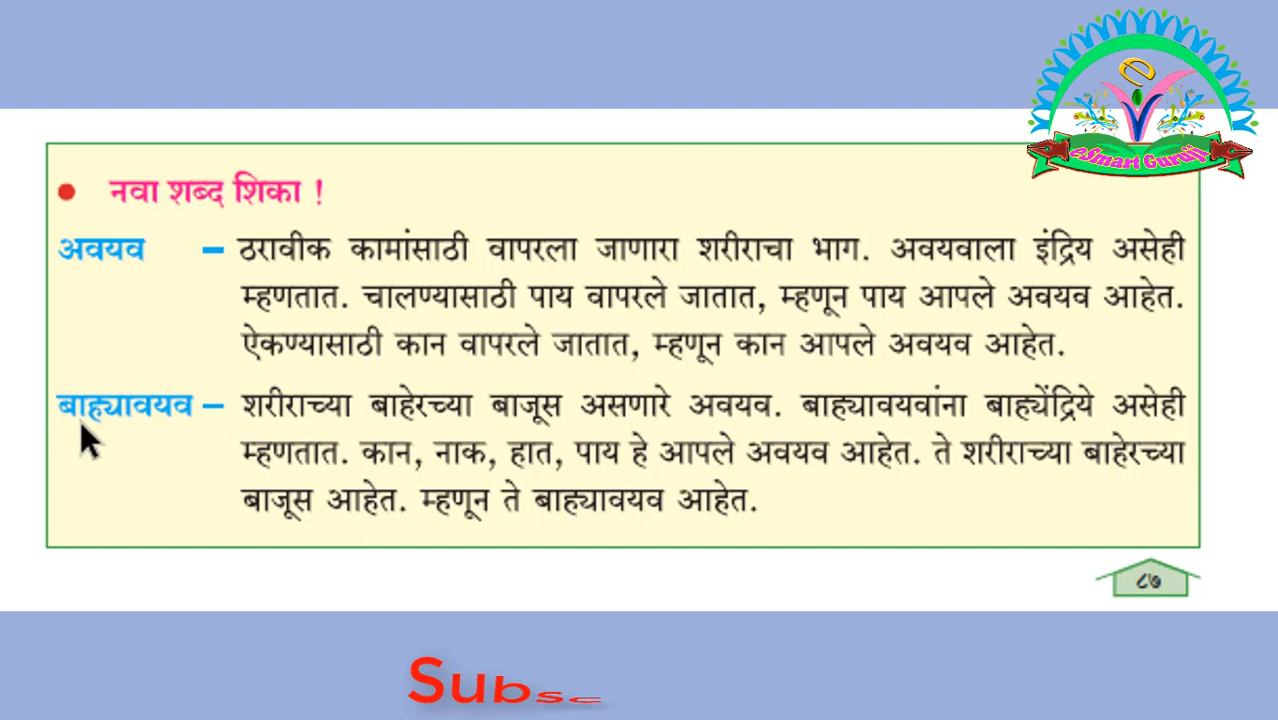 e
eSmart Guruji
• नवा शब्द शिका !
अवयव – ठरावीक कामांसाठी वापरला जाणारा शरीराचा भाग. अवयवाला इंद्रिय असेही
म्हणतात. चालण्यासाठी पाय वापरले जातात, म्हणून पाय आपले अवयव आहेत.
ऐकण्यासाठी कान वापरले जातात, म्हणून कान आपले अवयव आहेत.
बाह्यावयव – शरीराच्या बाहेरच्या बाजूस असणारे अवयव. बाह्यावयवांना बाह्येंद्रिये असेही
म्हणतात. कान, नाक, हात, पाय हे आपले अवयव आहेत. ते शरीराच्या बाहेरच्या
बाजूस आहेत. म्हणून ते बाह्यावयव आहेत.
८७
Subsc